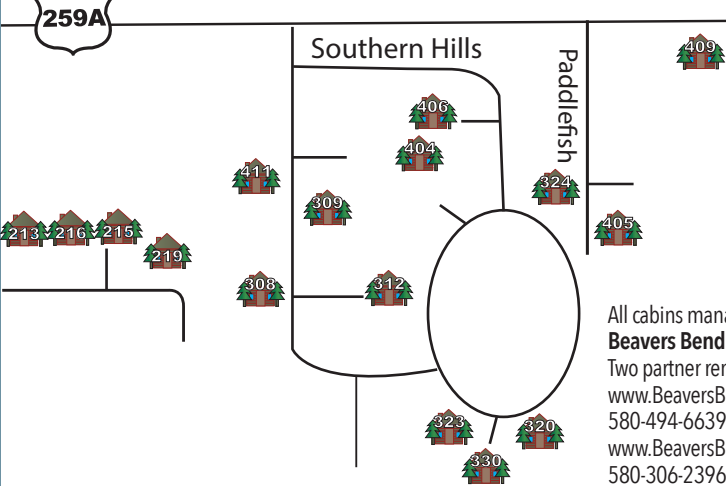 259A
Southern Hills
Paddlefish
409
406
404
411
324
309
405
213
216
215
219
308
312
All cabins mana
Beavers Bend
Two partner ren
www.BeaversB
580-494-6639
www.BeaversB
580-306-2396
323
320
330